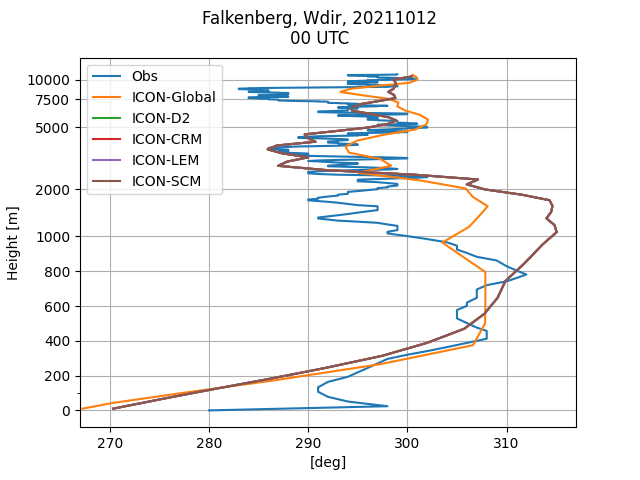 Falkenberg, Wdir, 20211012
00 UTC
Obs
ICON-Global
ICON-D2
ICON-CRM
ICON-LEM
ICON-SCM
Height [m]
10000
7500
5000
2000
1000
800
600
400
200
0
270 280 290 300 310
[deg]